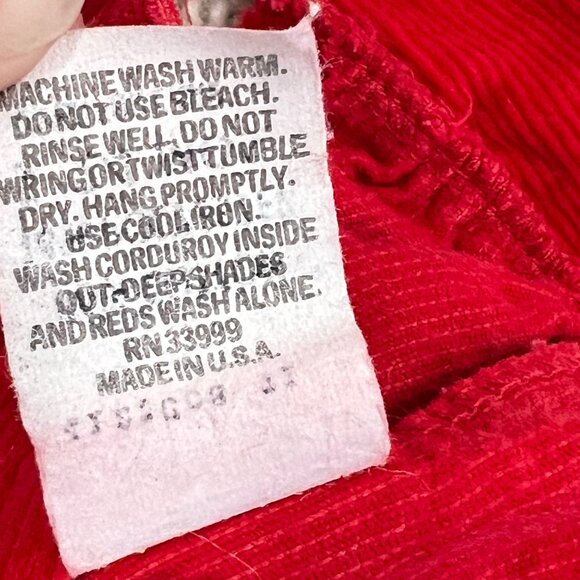 MACHINE WASH WARM.
DO NOT USE BLEACH.
RINSE WELL. DO NOT
WRING OR TWIST TUMBLE
DRY. HANG PROMPTLY.
USE COOL IRON.
WASH CORDUROY INSIDE
OUT-DEEP SHADES
AND REDS WASH ALONE.
RN 33999
MADE IN U.S.A.